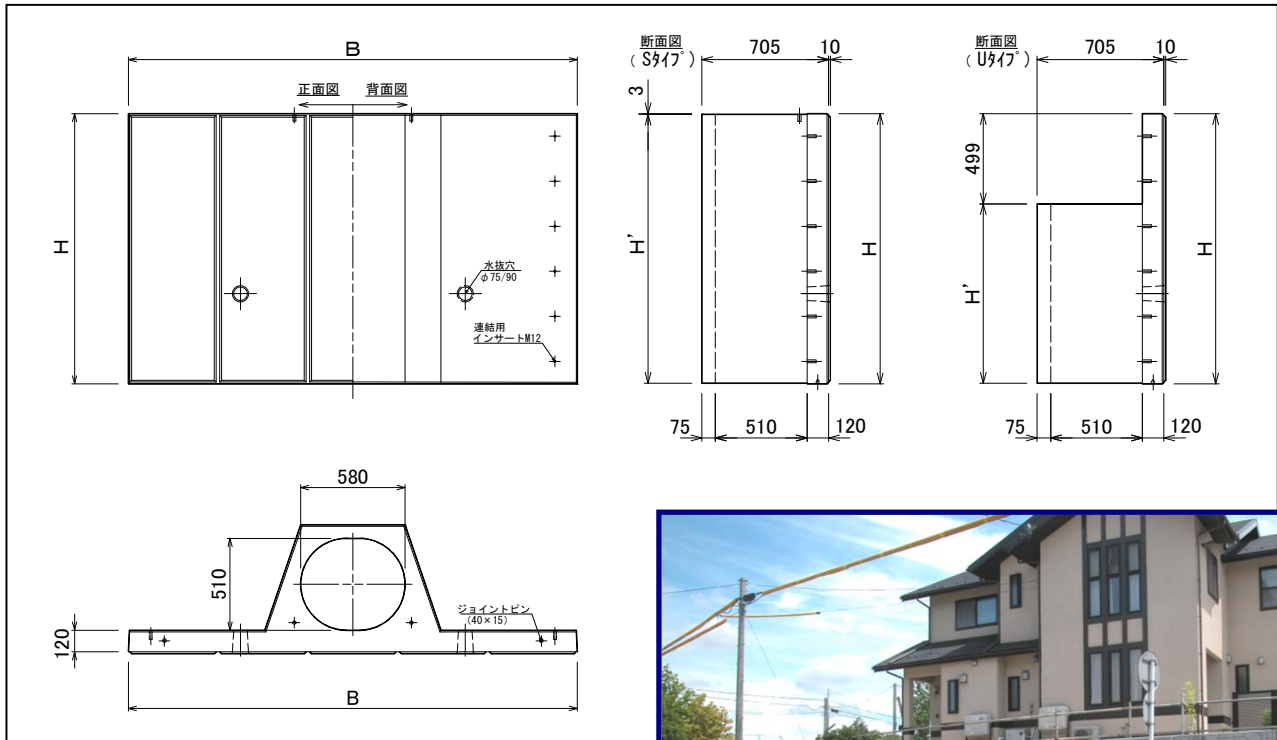 B
正面図 背面図
H
水抜穴
φ75/90
連結用
インサートM12
断面図
( Sﾀｲﾌﾟ)
705 10
3
H'
H
75 510 120
断面図
( Uﾀｲﾌﾟ)
705 10
499
H'
H
75 510 120
580
510
120
ジョイントピン
(40×15)
B